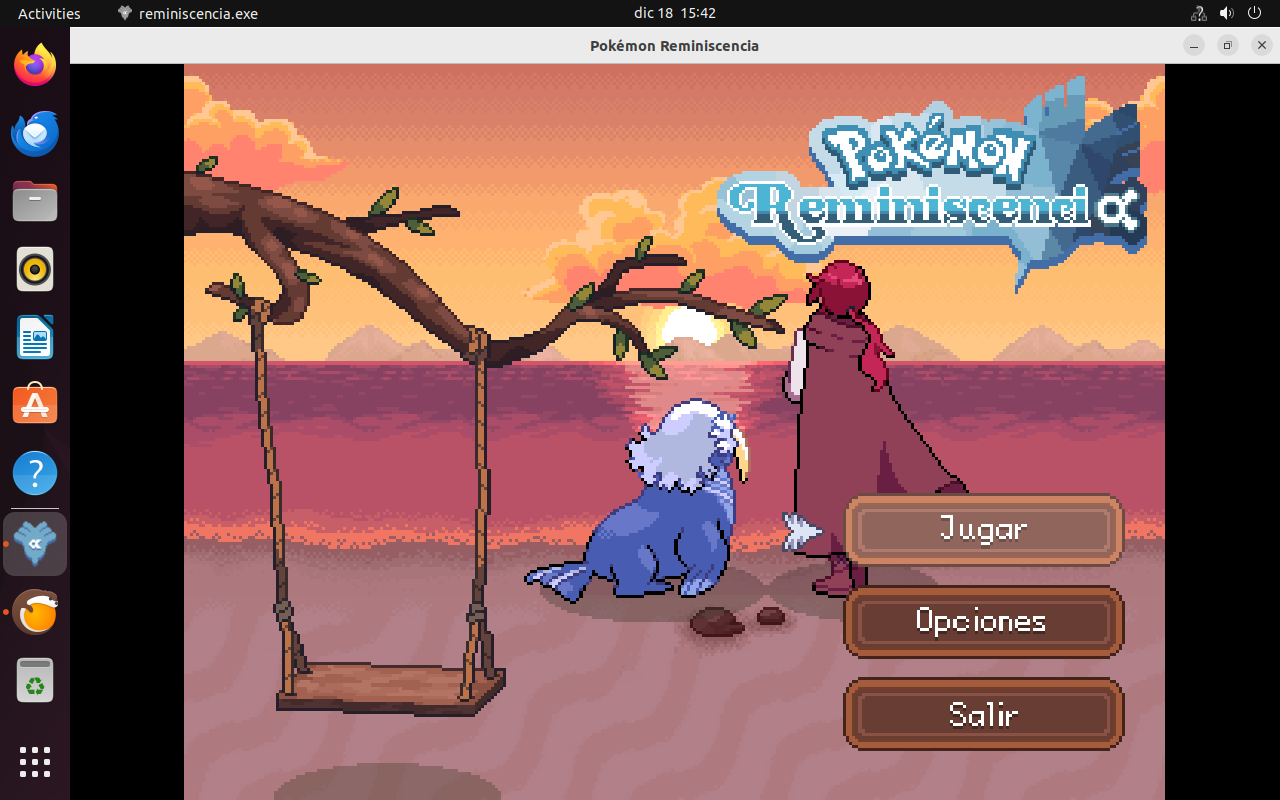 Activities
reminiscencia.exe
dic 18 15:42
Pokémon Reminiscencia
POKéMON
Reminiscencia
Jugar
Opciones
Salir